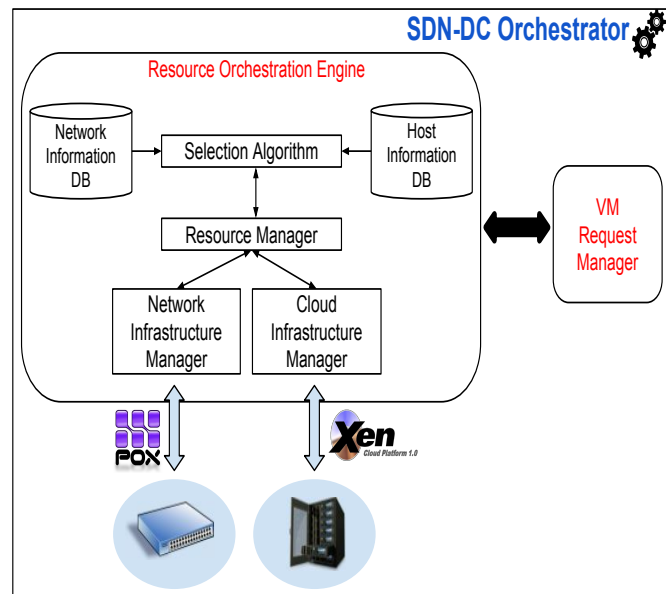 SDN-DC Orchestrator
Resource Orchestration Engine
Network
Information
DB
Selection Algorithm
Host
Information
DB
VM
Request
Manager
Resource Manager
Network
Infrastructure
Manager
Cloud
Infrastructure
Manager
POX
Xen
Cloud Platform 1.0